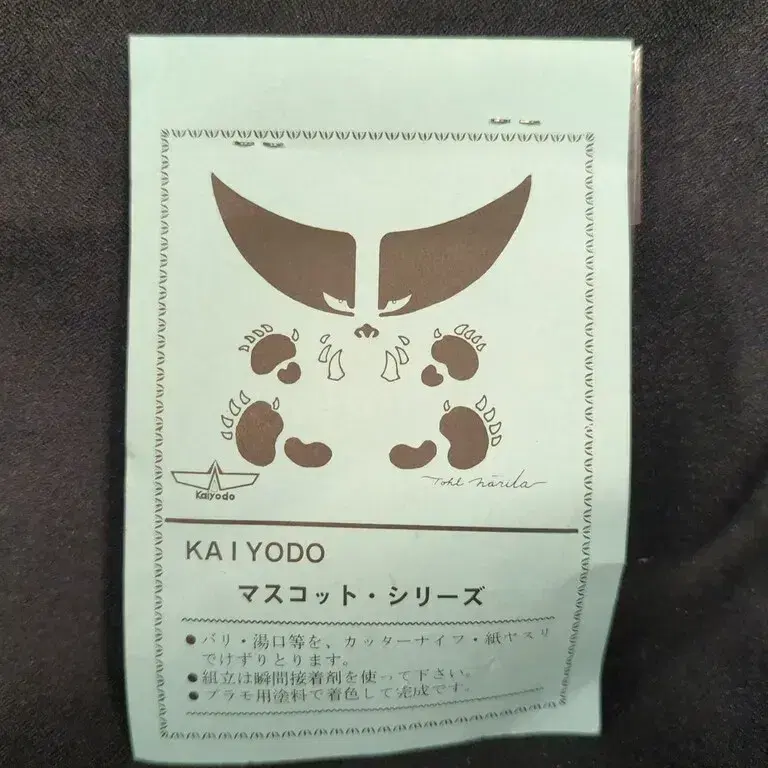 Kaiyodo
Tohl Narita
KAIYODO
マスコット・シリーズ
●バリ・湯口等を、カッターナイフ・紙ヤスリ
でけずりとります。
●組立は瞬間接着剤を使って下さい。
●プラモ用塗料で着色して完成です。